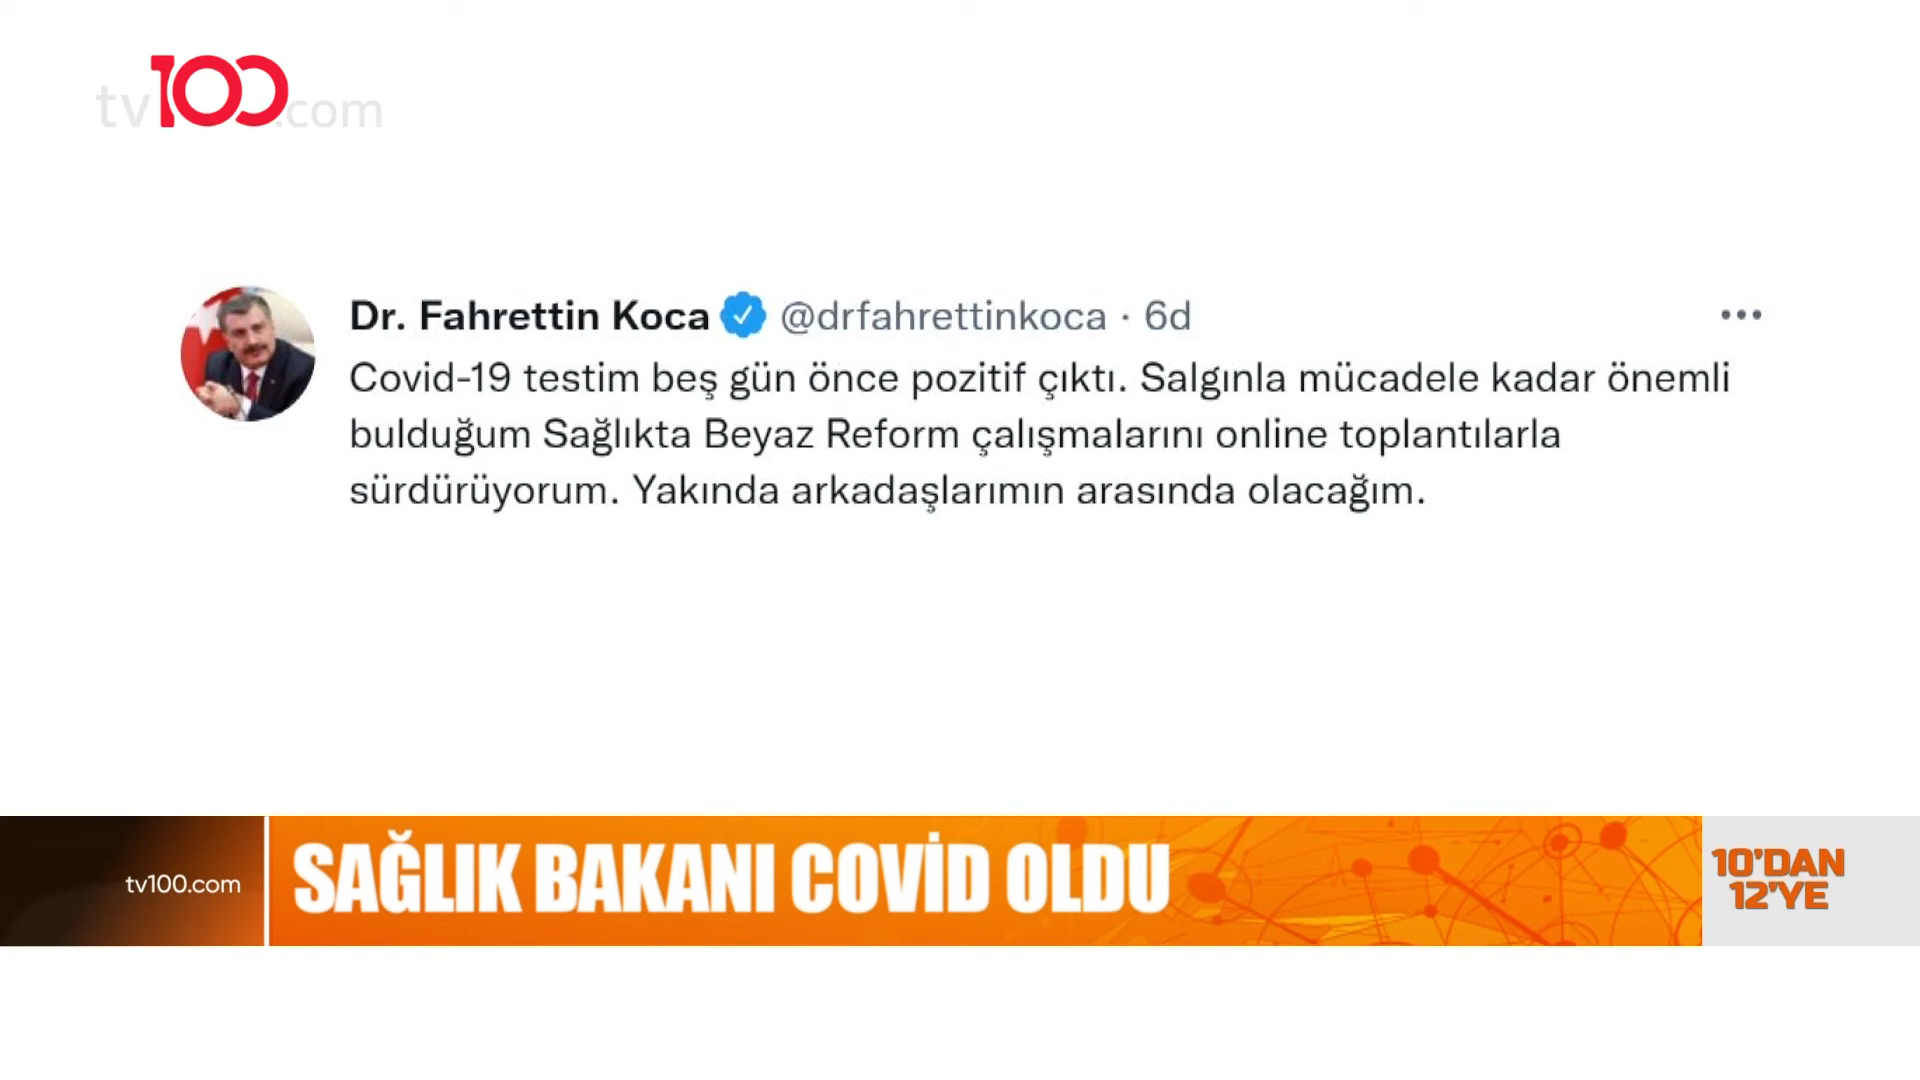 tv100.com
Dr. Fahrettin Koca @drfahrettinkoca · 6d
Covid-19 testim beş gün önce pozitif çıktı. Salgınla mücadele kadar önemli
bulduğum Sağlıkta Beyaz Reform çalışmalarını online toplantılarla
sürdürüyorum. Yakında arkadaşlarımın arasında olacağım.
tv100.com
SAĞLIK BAKANI COVİD OLDU
10'DAN
12'YE